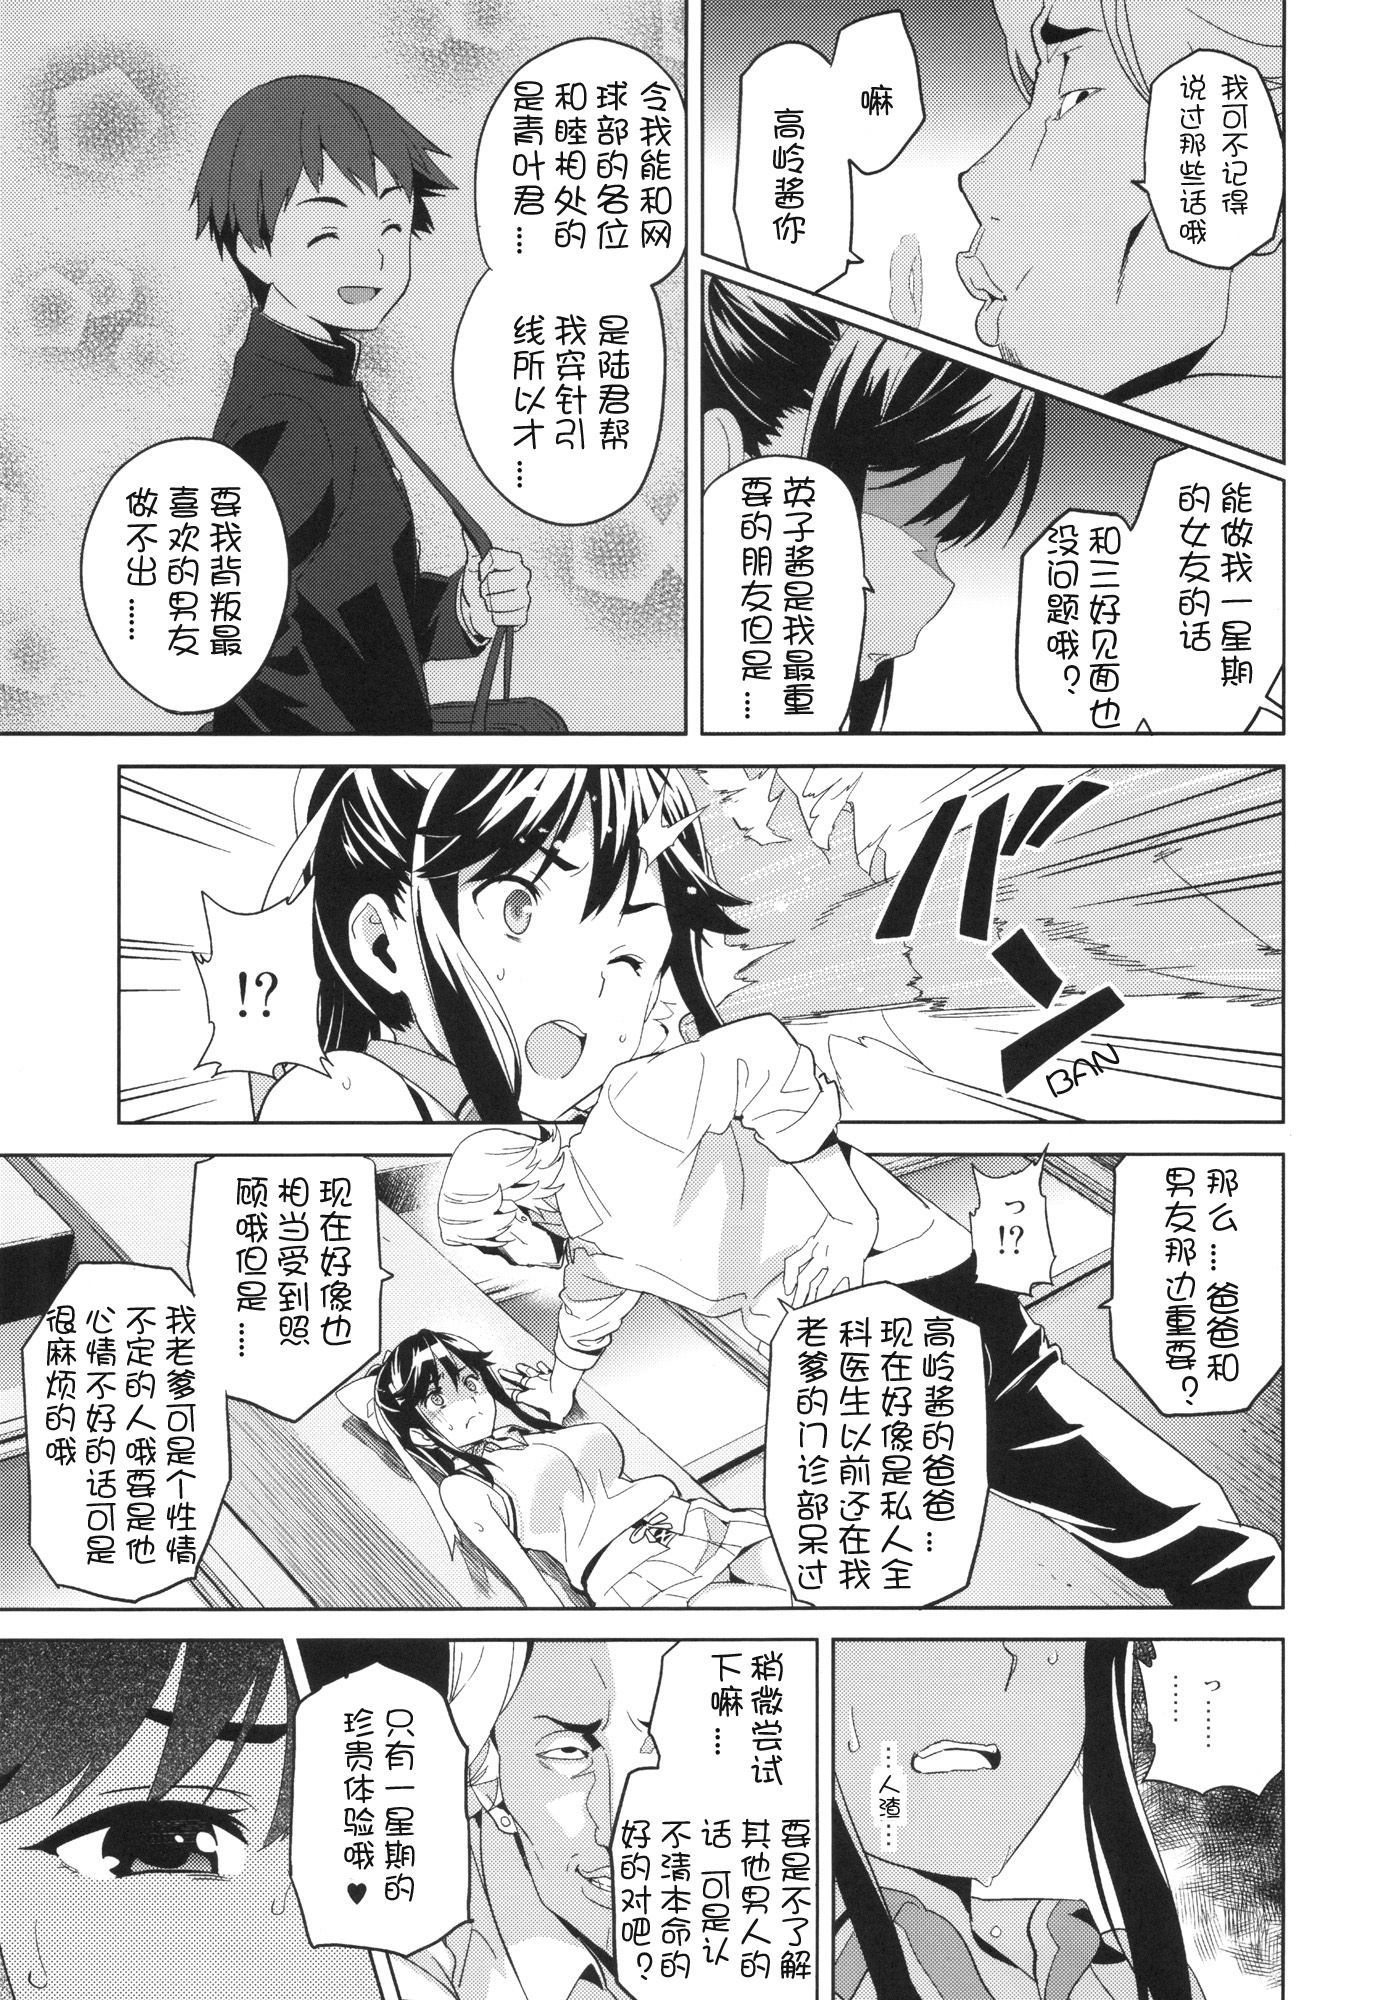 我可不记得
说过那些话哦
嘛
高岭酱你
能做我一星期
的女友的话
和三好见面也
没问题哦?
英子酱是我最重
要的朋友但是……
令我能和网
球部的各位
和睦相处的
是青叶君……
是陆君帮
我穿针引
线所以才……
要我背叛最
喜欢的男友
做不出……
バン
BAN
!?
那么…爸爸和
男友那边重要?
っ!?
高岭酱的爸爸…
现在好像是私人全
科医生以前还在我
老爹的门诊部呆过
现在好像也
相当受到照
顾哦但是……
我老爹可是个性情
不定的人哦要是他
心情不好的话可是
很麻烦的哦
っ……
……
…人渣…
稍微尝试
下嘛……
要是不了解
其他男人的
话 可是认
不清本命的
好的对吧?
只有一星期的
珍贵体验哦♥